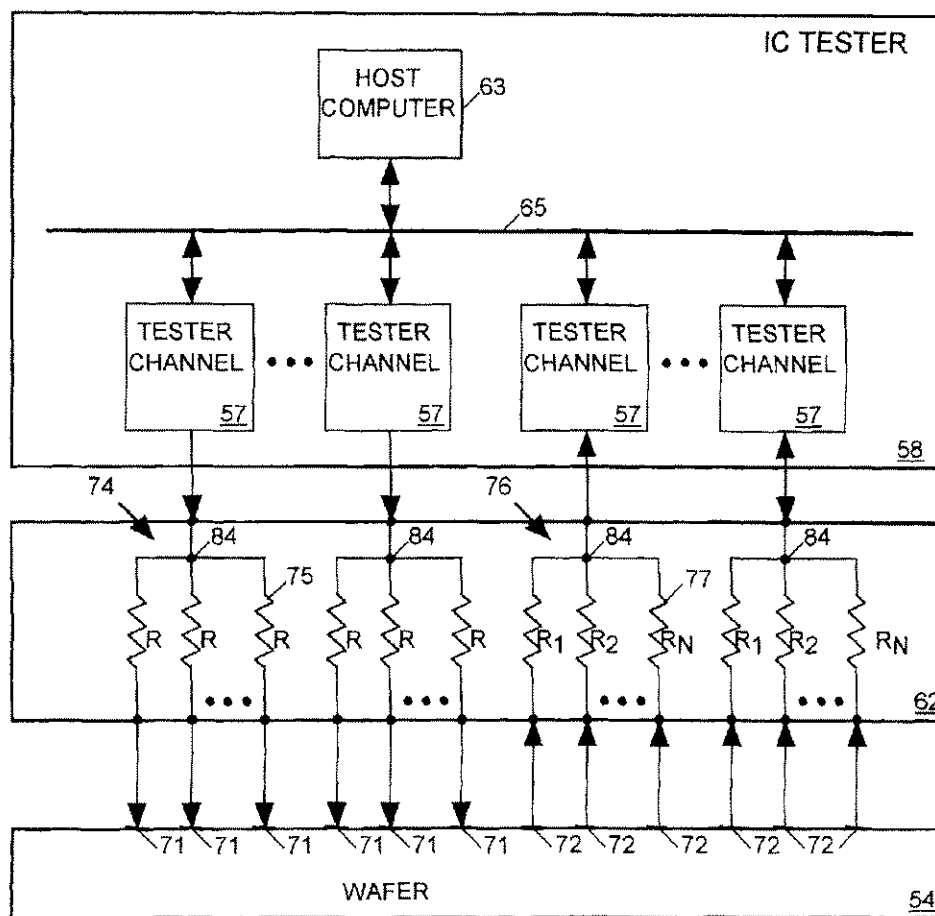 IC TESTER
HOST
COMPUTER
63
65
TESTER
CHANNEL
57
TESTER
CHANNEL
57
TESTER
CHANNEL
57
TESTER
CHANNEL
57
58
74
76
84
84
84
84
75
77
R
R
R
R
R
R
R1
R2
RN
R1
R2
RN
62
71
71
71
71
71
71
72
72
72
72
72
WAFER
54